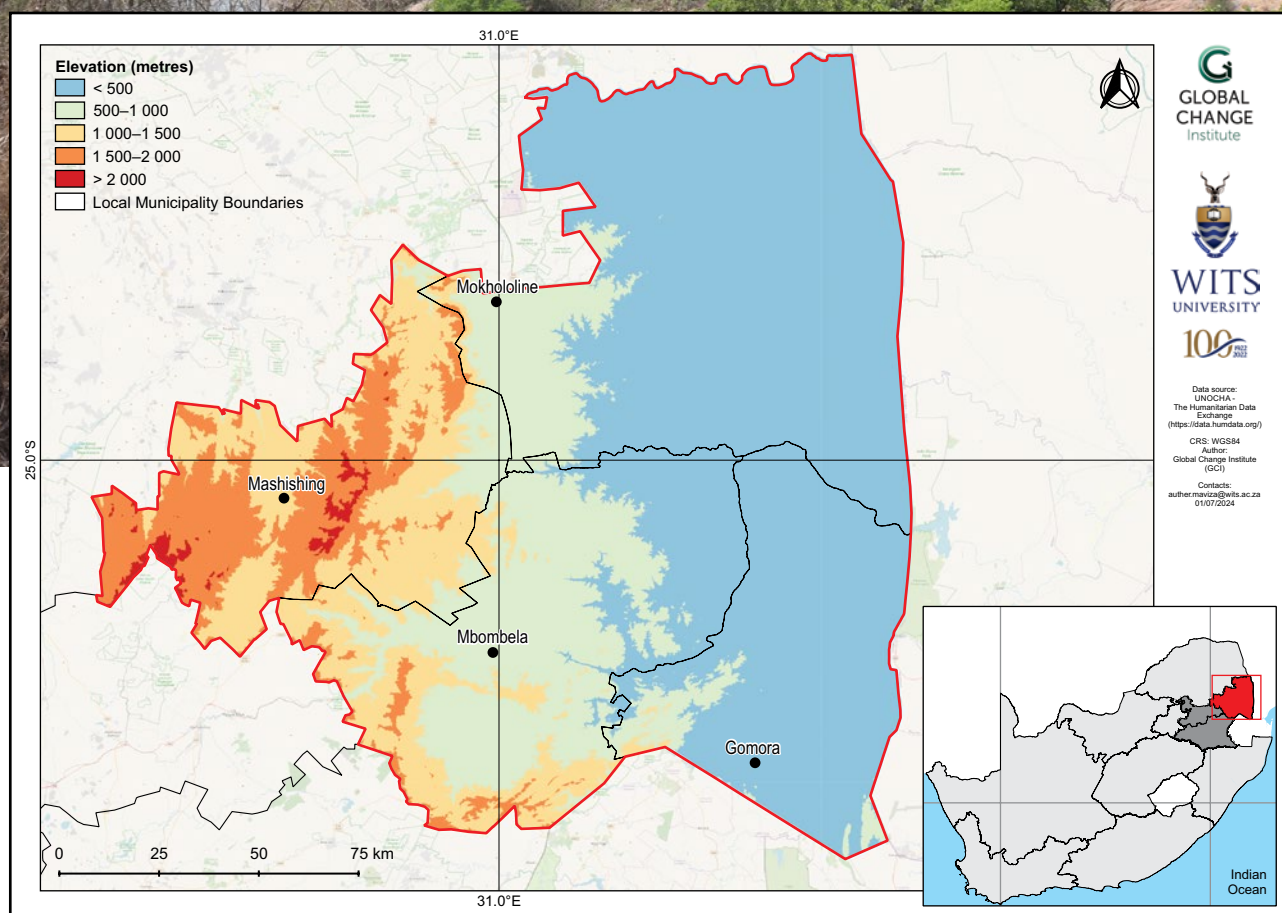 31.0°E
Elevation (metres)
< 500
500–1 000
1 000–1 500
1 500–2 000
> 2 000
Local Municipality Boundaries
Mokhololine
25.0°S
Mashishing
Mbombela
Gomora
0 25 50 75 km
31.0°E
GLOBAL
CHANGE
Institute
WITS
UNIVERSITY
100 1922
2022
Data source:
UNOCHA -
The Humanitarian Data
Exchange
(https://data.humdata.org/)
CRS: WGS84
Author:
Global Change Institute
(GCI)
Contacts:
auther.maviza@wits.ac.za
01/07/2024
Indian
Ocean